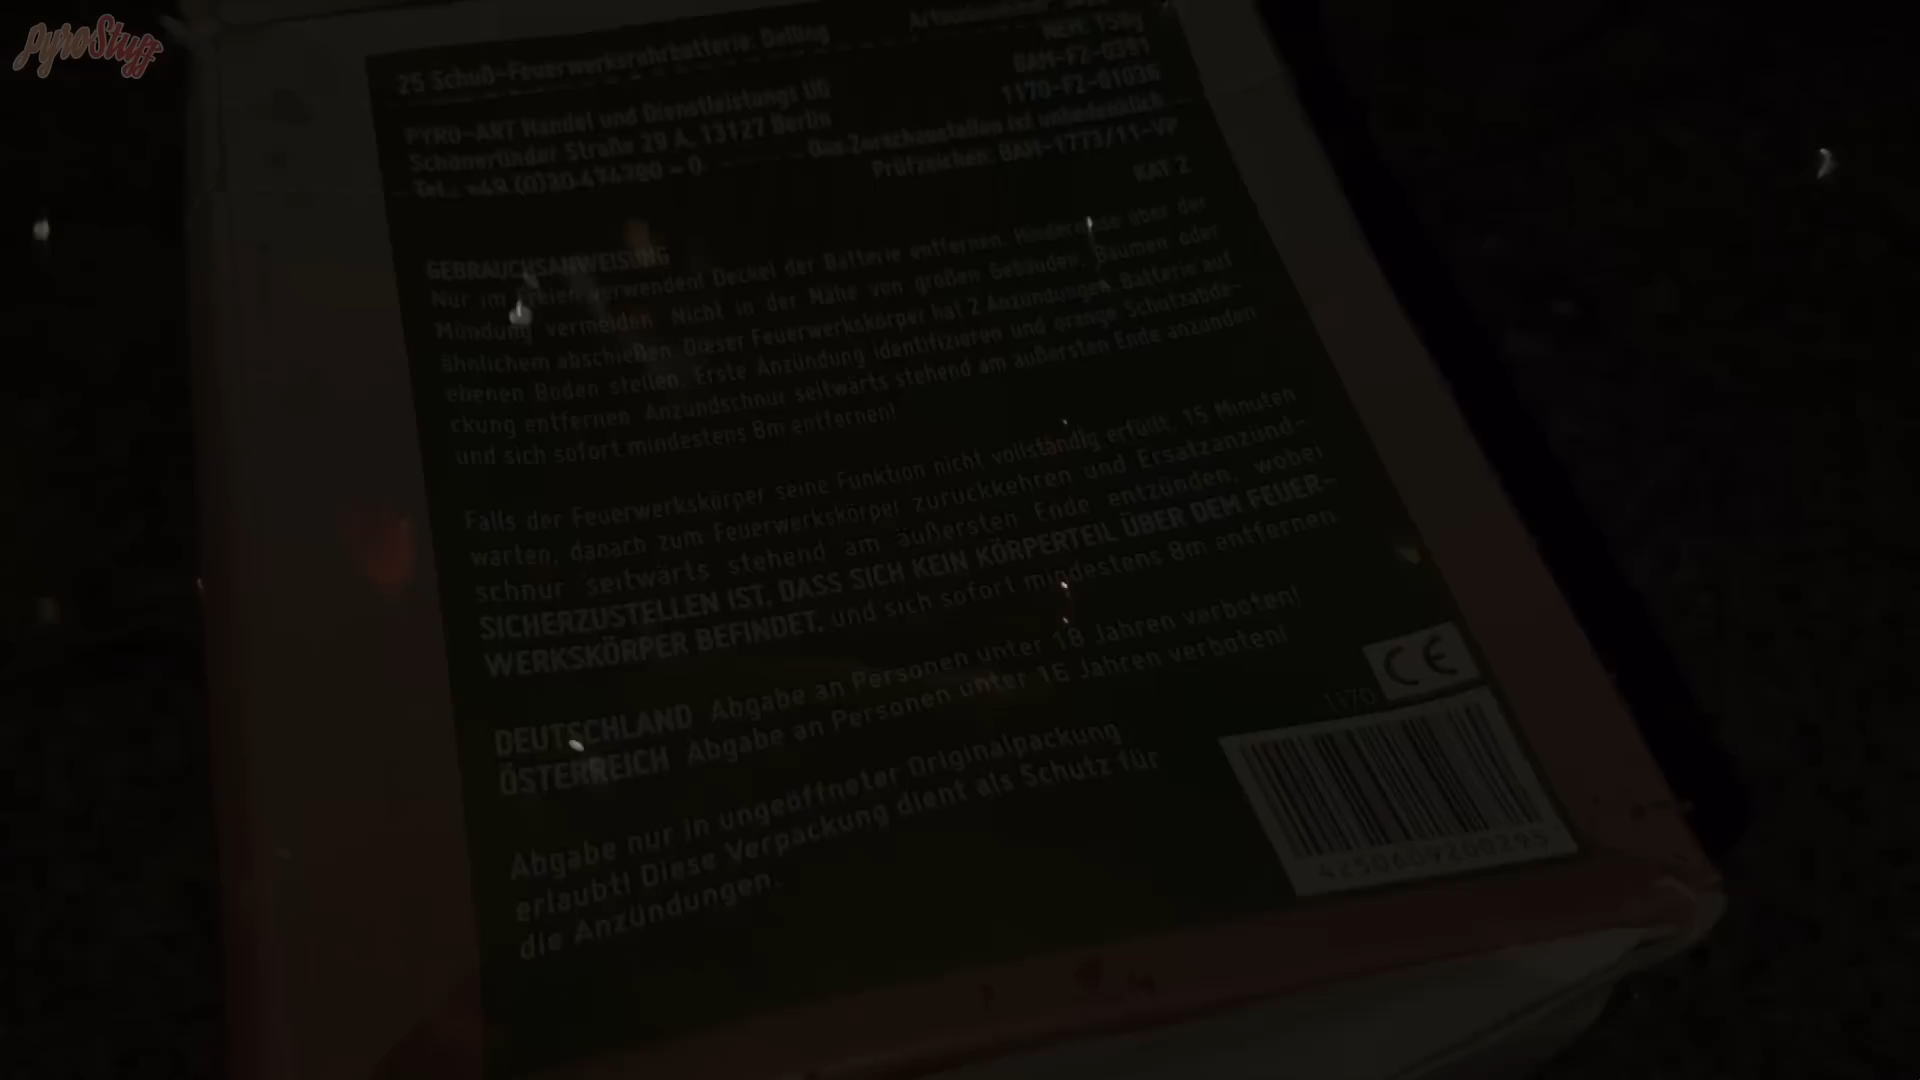 PyroStuff
25 Schuß-Feuerwerksrohrbatterie
NEM: 150g
PYRO-ART Handel und Dienstleistungs UG
BAM-F2-0391
Schönerlinder Straße 29 A, 13127 Berlin
1170-F2-01036
Tel.: +49 (0)30 474790 - 0
Das Zerschaustellen ist unbedenklich
Prüfzeichen: BAM-1773/11-VP
KAT 2
GEBRAUCHSANWEISUNG
Nur im Freien verwenden! Deckel der Batterie entfernen. Hindernisse über der
Mündung vermeiden. Nicht in der Nähe von großen Gebäuden, Bäumen oder
ähnlichem abschießen. Dieser Feuerwerkskörper hat 2 Anzündungen. Batterie auf
ebenen Boden stellen. Erste Anzündung identifizieren und orange Schutzabde-
ckung entfernen. Anzündschnur seitwärts stehend am äußersten Ende anzünden
und sich sofort mindestens 8m entfernen!
Falls der Feuerwerkskörper seine Funktion nicht vollständig erfüllt, 15 Minuten
warten, danach zum Feuerwerkskörper zurückkehren und Ersatzanzünd-
schnur seitwärts stehend am äußersten Ende entzünden, wobei
SICHERZUSTELLEN IST, DASS SICH KEIN KÖRPERTEIL ÜBER DEM FEUER-
WERKSKÖRPER BEFINDET, und sich sofort mindestens 8m entfernen.
DEUTSCHLAND Abgabe an Personen unter 18 Jahren verboten!
ÖSTERREICH Abgabe an Personen unter 16 Jahren verboten!
CE
1170
Abgabe nur in ungeöffneter Originalpackung
erlaubt! Diese Verpackung dient als Schutz für
die Anzündungen.
4250609200295